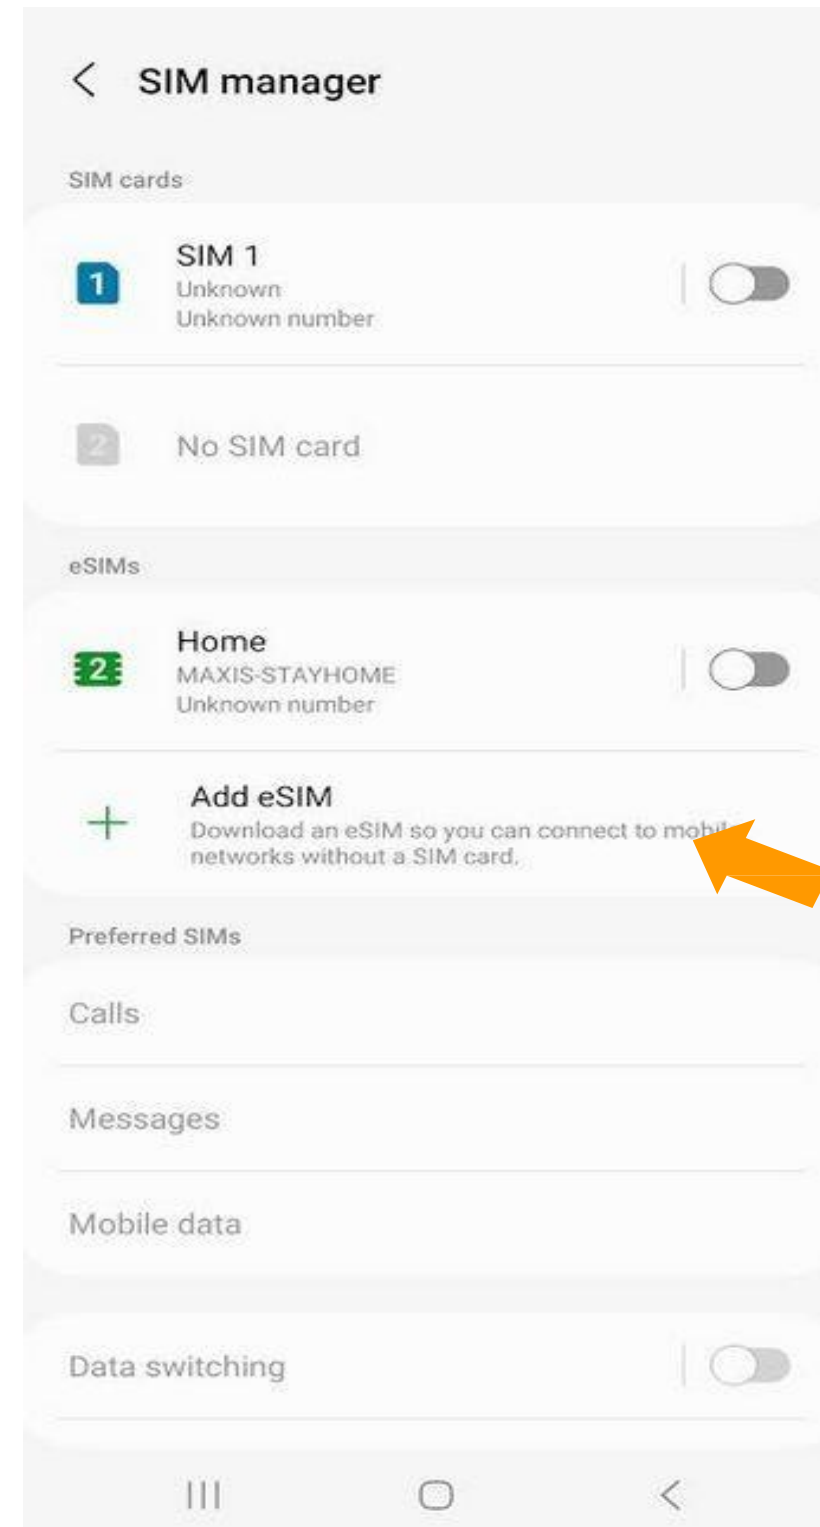 SIM manager
SIM cards
1
SIM 1
Unknown
Unknown number
2
No SIM card
eSIMs
2
Home
MAXIS-STAYHOME
Unknown number
Add eSIM
Download an eSIM so you can connect to
networks without a SIM card.
Preferred SIMs
Calls
Messages
Mobile data
Data switching